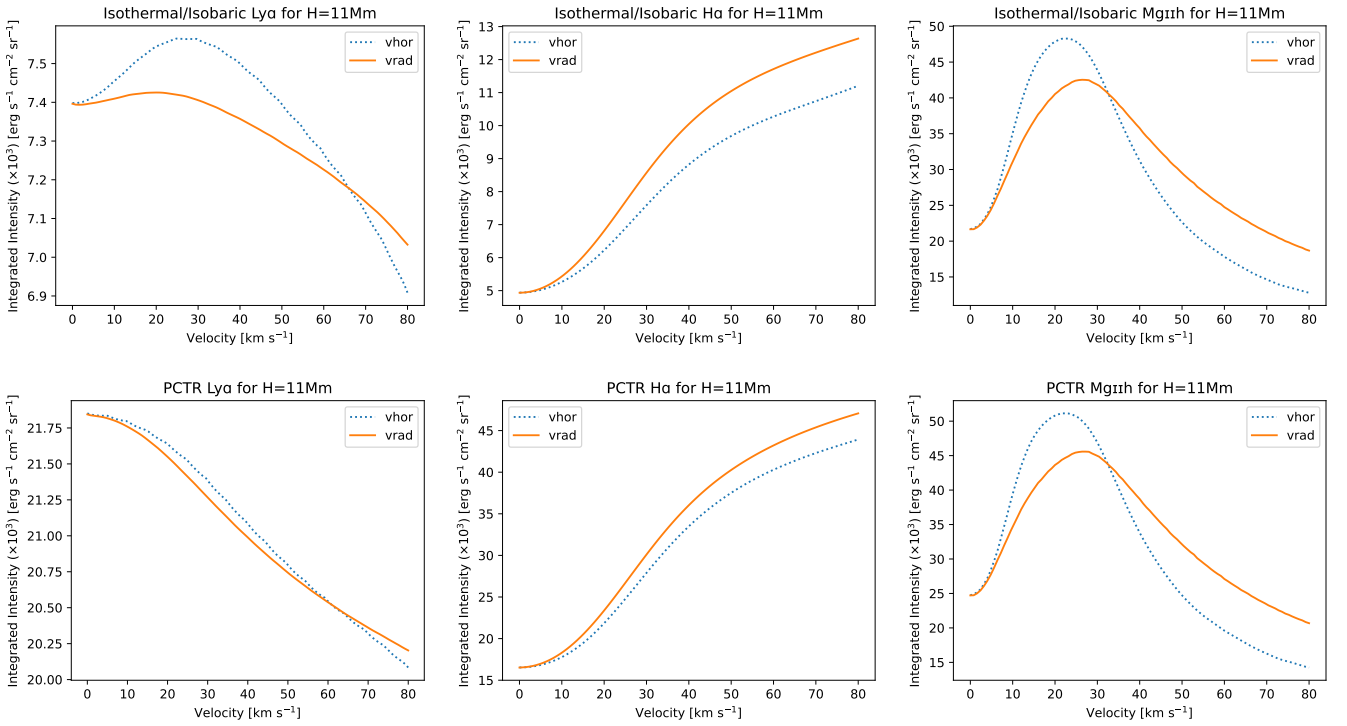 Isothermal/Isobaric Lyα for H=11Mm
Integrated Intensity (×10³) [erg s⁻¹ cm⁻² sr⁻¹]
7.5
7.4
7.3
7.2
7.1
7.0
6.9
vhor
vrad
0 10 20 30 40 50 60 70 80
Velocity [km s⁻¹]
Isothermal/Isobaric Hα for H=11Mm
Integrated Intensity (×10³) [erg s⁻¹ cm⁻² sr⁻¹]
13
12
11
10
9
8
7
6
5
vhor
vrad
0 10 20 30 40 50 60 70 80
Velocity [km s⁻¹]
Isothermal/Isobaric Mgɪɪh for H=11Mm
Integrated Intensity (×10³) [erg s⁻¹ cm⁻² sr⁻¹]
50
45
40
35
30
25
20
15
vhor
vrad
0 10 20 30 40 50 60 70 80
Velocity [km s⁻¹]
PCTR Lyα for H=11Mm
Integrated Intensity (×10³) [erg s⁻¹ cm⁻² sr⁻¹]
21.75
21.50
21.25
21.00
20.75
20.50
20.25
20.00
vhor
vrad
0 10 20 30 40 50 60 70 80
Velocity [km s⁻¹]
PCTR Hα for H=11Mm
Integrated Intensity (×10³) [erg s⁻¹ cm⁻² sr⁻¹]
45
40
35
30
25
20
15
vhor
vrad
0 10 20 30 40 50 60 70 80
Velocity [km s⁻¹]
PCTR Mgɪɪh for H=11Mm
Integrated Intensity (×10³) [erg s⁻¹ cm⁻² sr⁻¹]
50
45
40
35
30
25
20
15
vhor
vrad
0 10 20 30 40 50 60 70 80
Velocity [km s⁻¹]